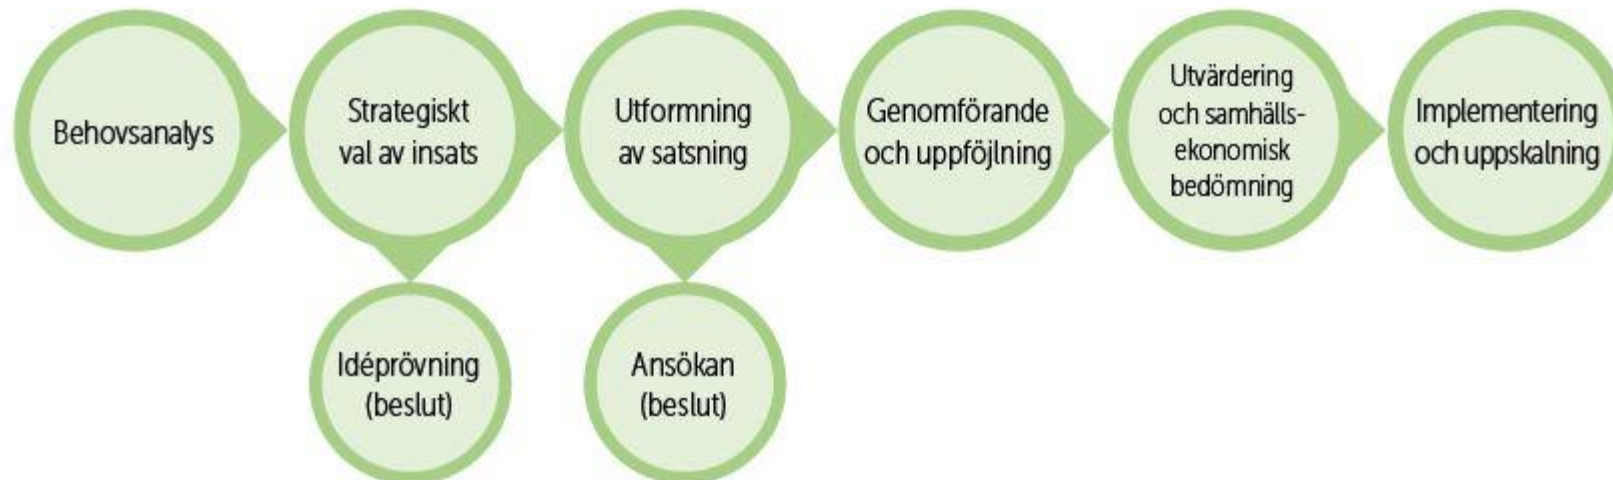 Behovsanalys
Strategiskt
val av insats
Utformning
av satsning
Genomförande
och uppföjlning
Utvärdering
och samhälls-
ekonomisk
bedömning
Implementering
och uppskalning
Idéprövning
(beslut)
Ansökan
(beslut)